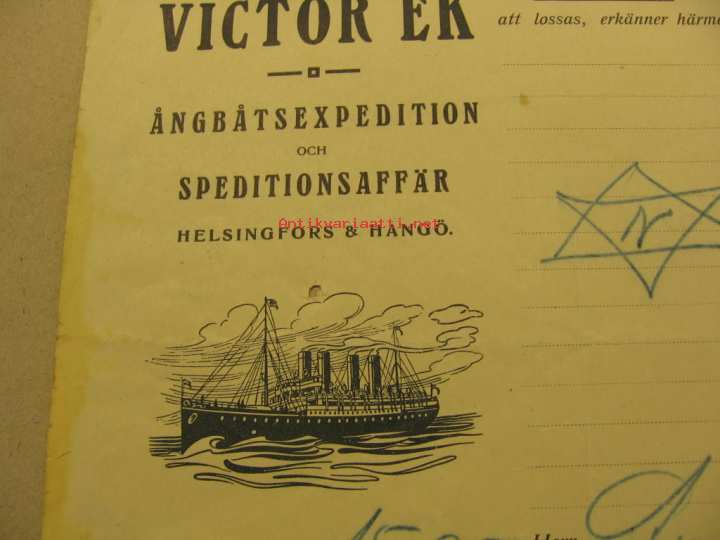 VICTOR EK
ÅNGBÅTSEXPEDITION
OCH
SPEDITIONSAFFÄR
HELSINGFORS & HANGÖ.
Antikvariaatti.net
att lossas, erkänner härme
N